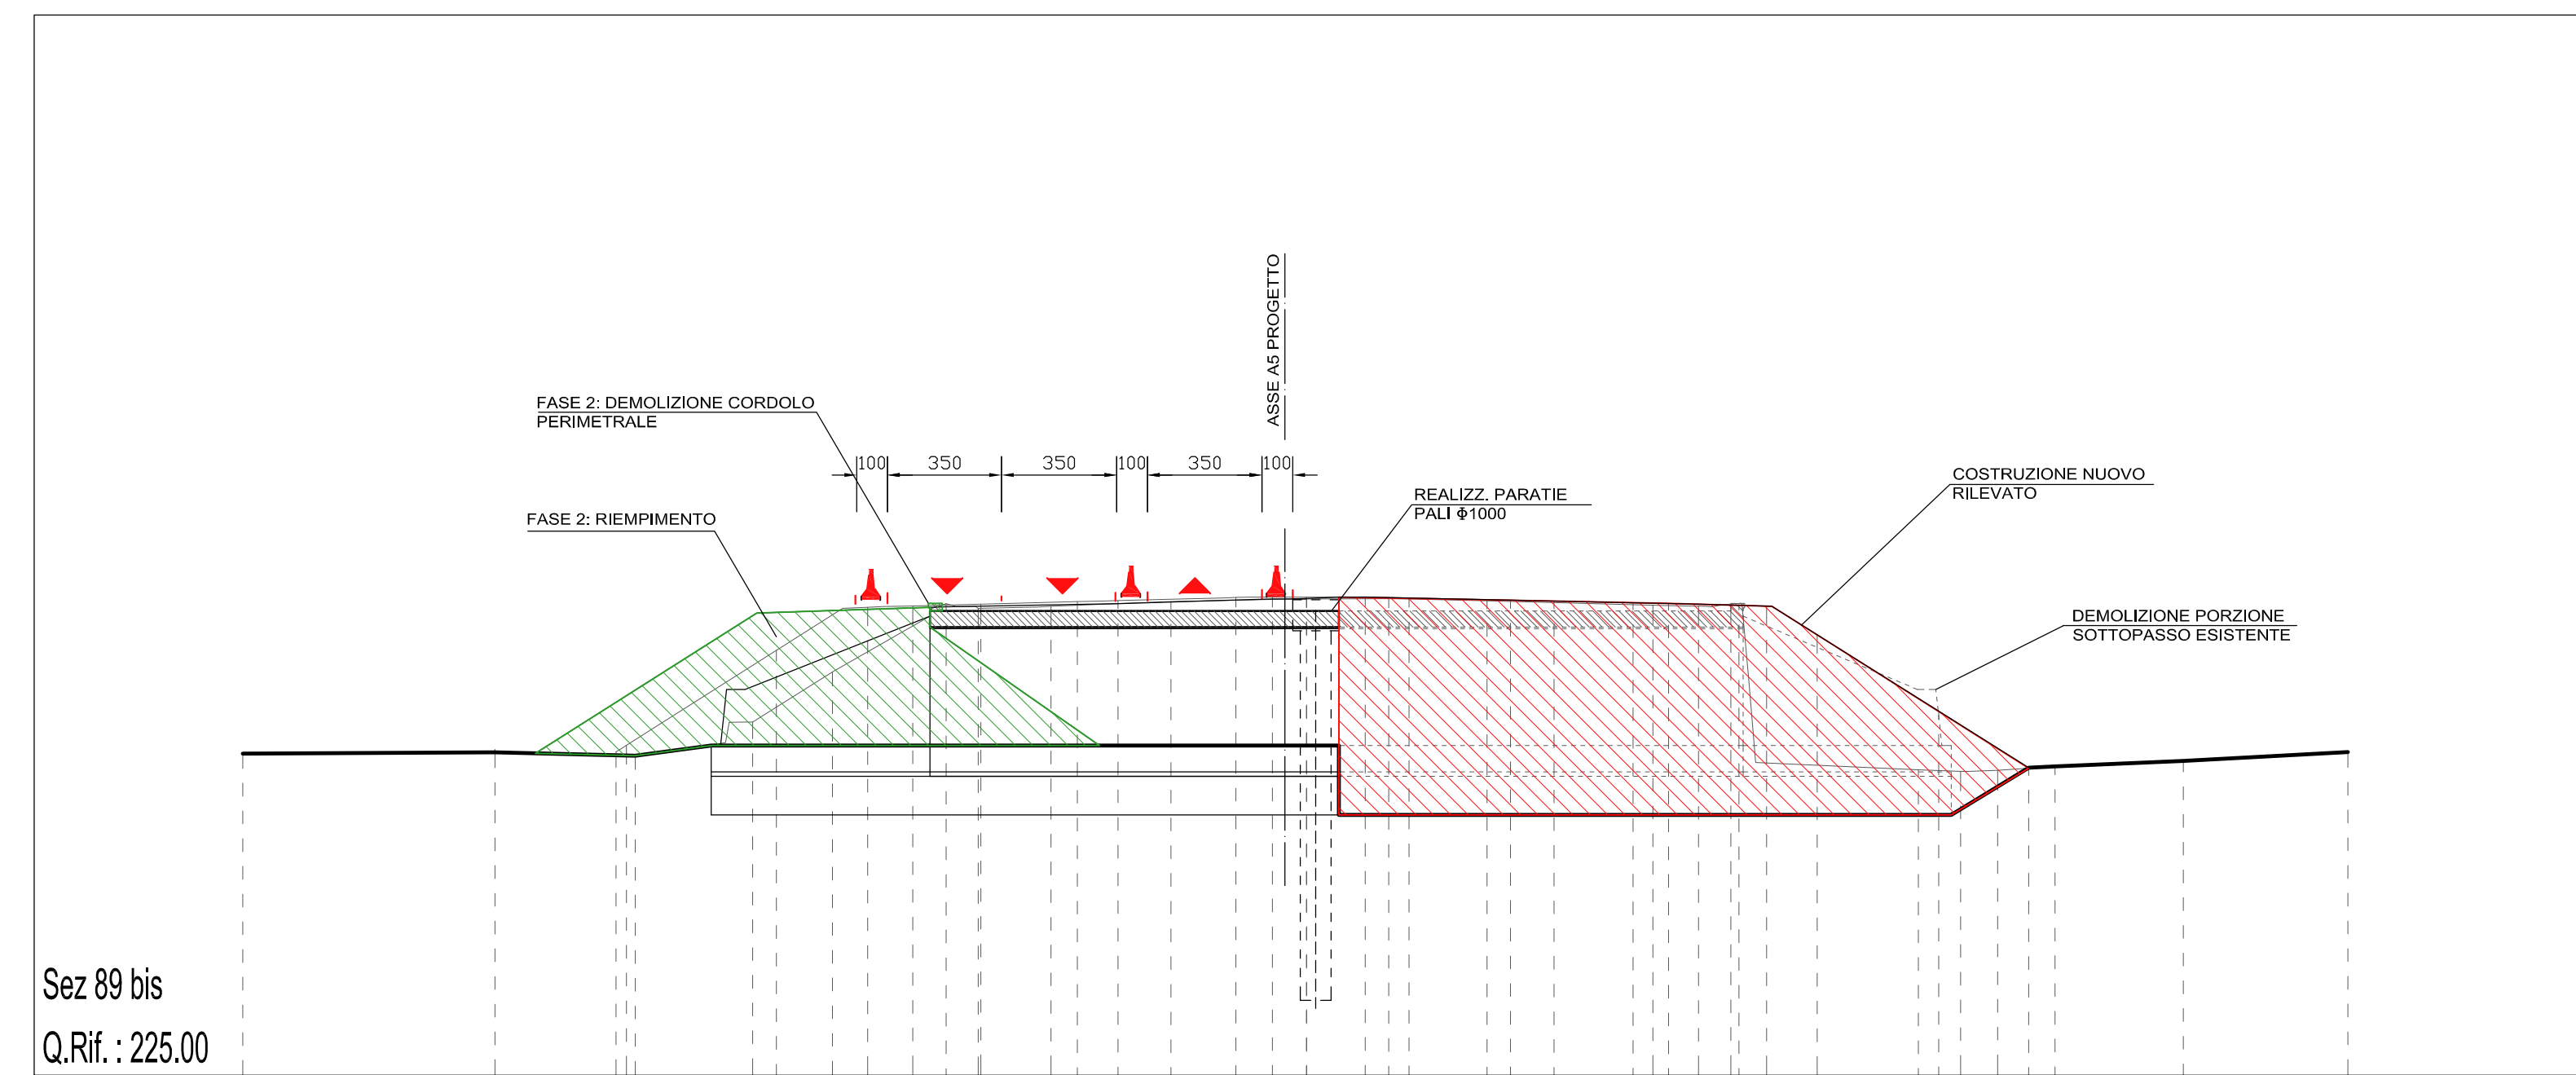 ASSE A5 PROGETTO
FASE 2: DEMOLIZIONE CORDOLO
PERIMETRALE
100 350 350 100 350 100
COSTRUZIONE NUOVO
RILEVATO
REALIZZ. PARATIE
PALI Φ1000
FASE 2: RIEMPIMENTO
DEMOLIZIONE PORZIONE
SOTTOPASSO ESISTENTE
Sez 89 bis
Q.Rif. : 225.00